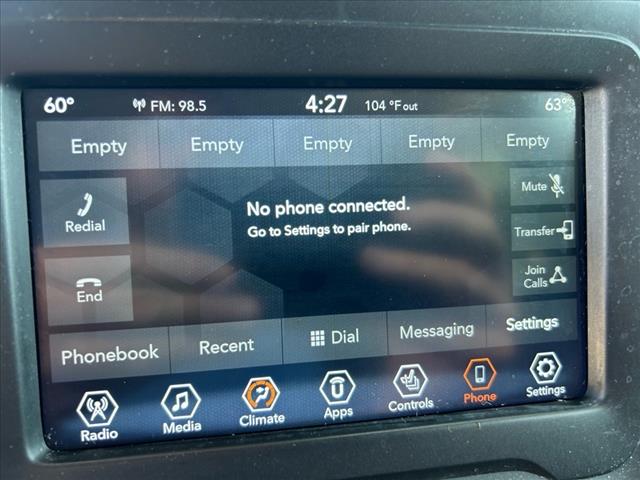 60° FM: 98.5 4:27 104 °F out 63°
Empty Empty Empty Empty Empty
Redial
No phone connected.
Go to Settings to pair phone.
Mute
Transfer
End
Join
Calls
Phonebook Recent Dial Messaging Settings
Radio Media Climate Apps Controls Phone Settings